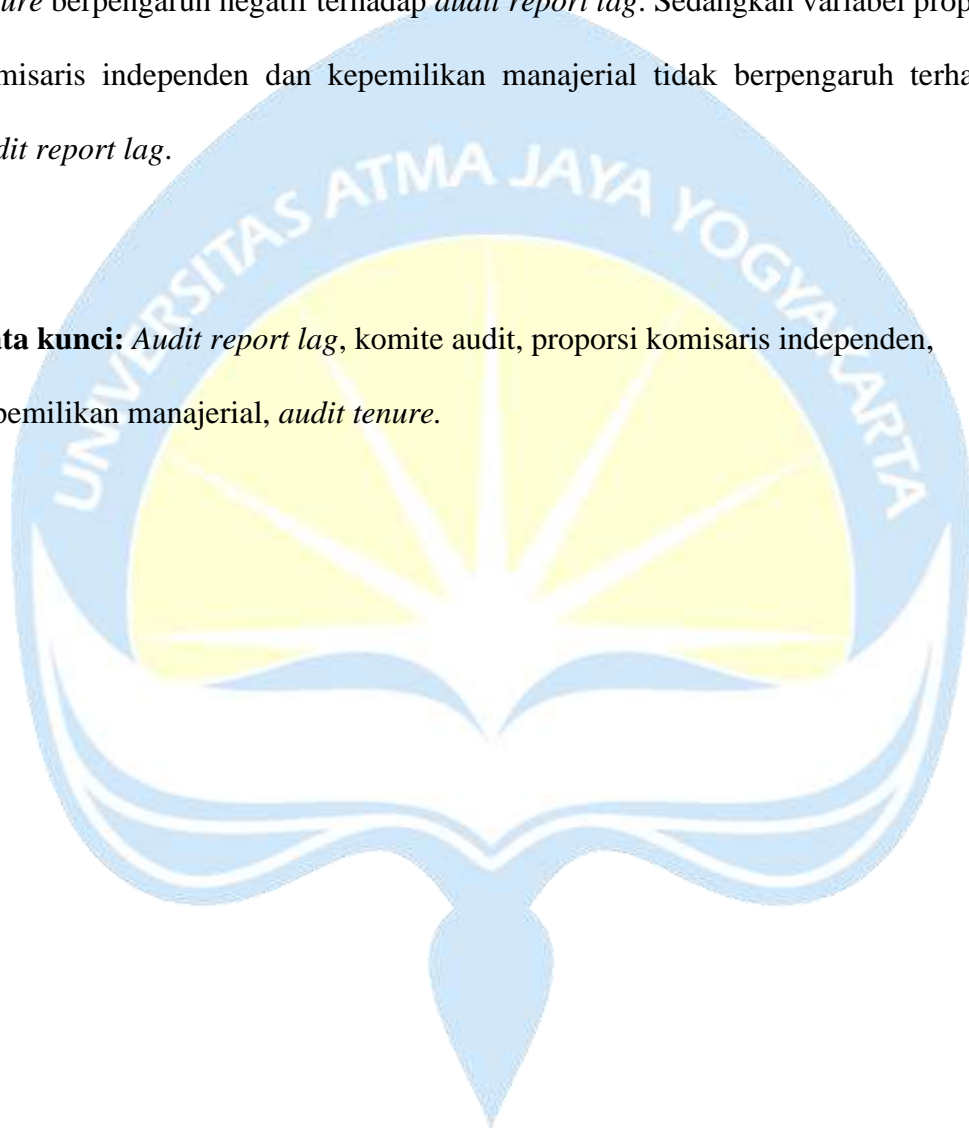 ure berpengaruh negatif terhadap audit report lag. Sedangkan variabel prop
misaris independen dan kepemilikan manajerial tidak berpengaruh terha
dit report lag.
UNIVERSITAS ATMA JAYA YOGYAKARTA
ta kunci: Audit report lag, komite audit, proporsi komisaris independen,
pemilikan manajerial, audit tenure.